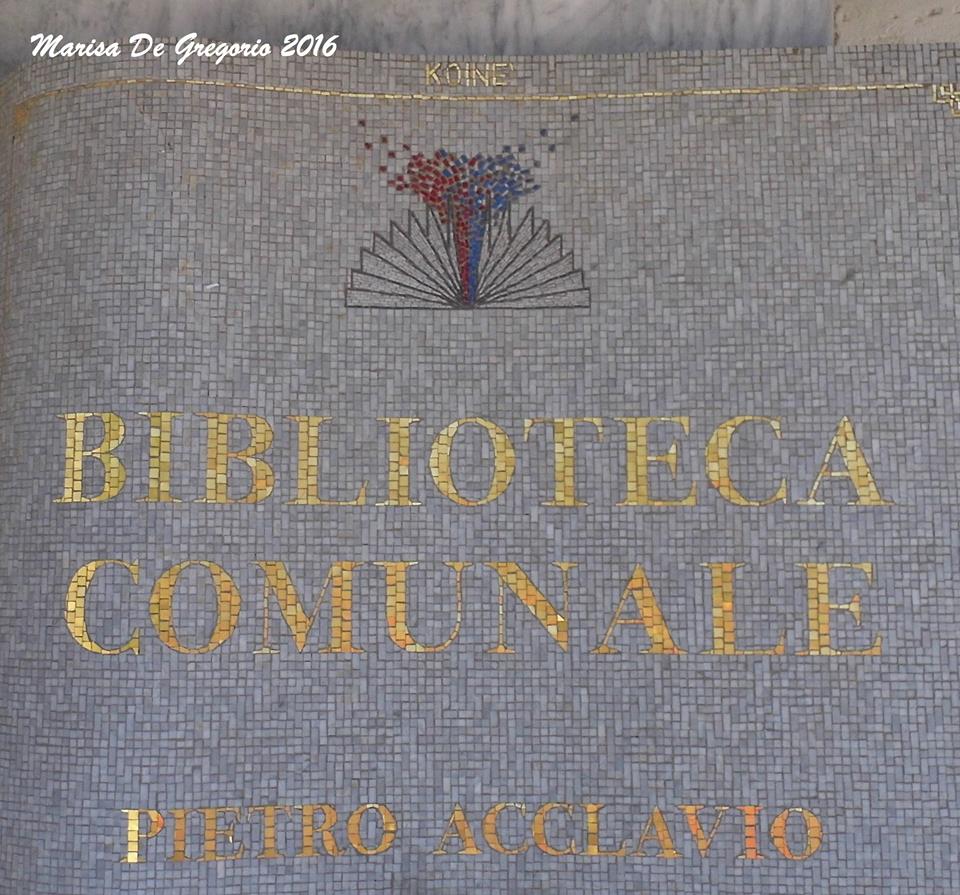 Marisa De Gregorio 2016
KOINE'
BIBLIOTECA
COMUNALE
PIETRO ACCLAVIO